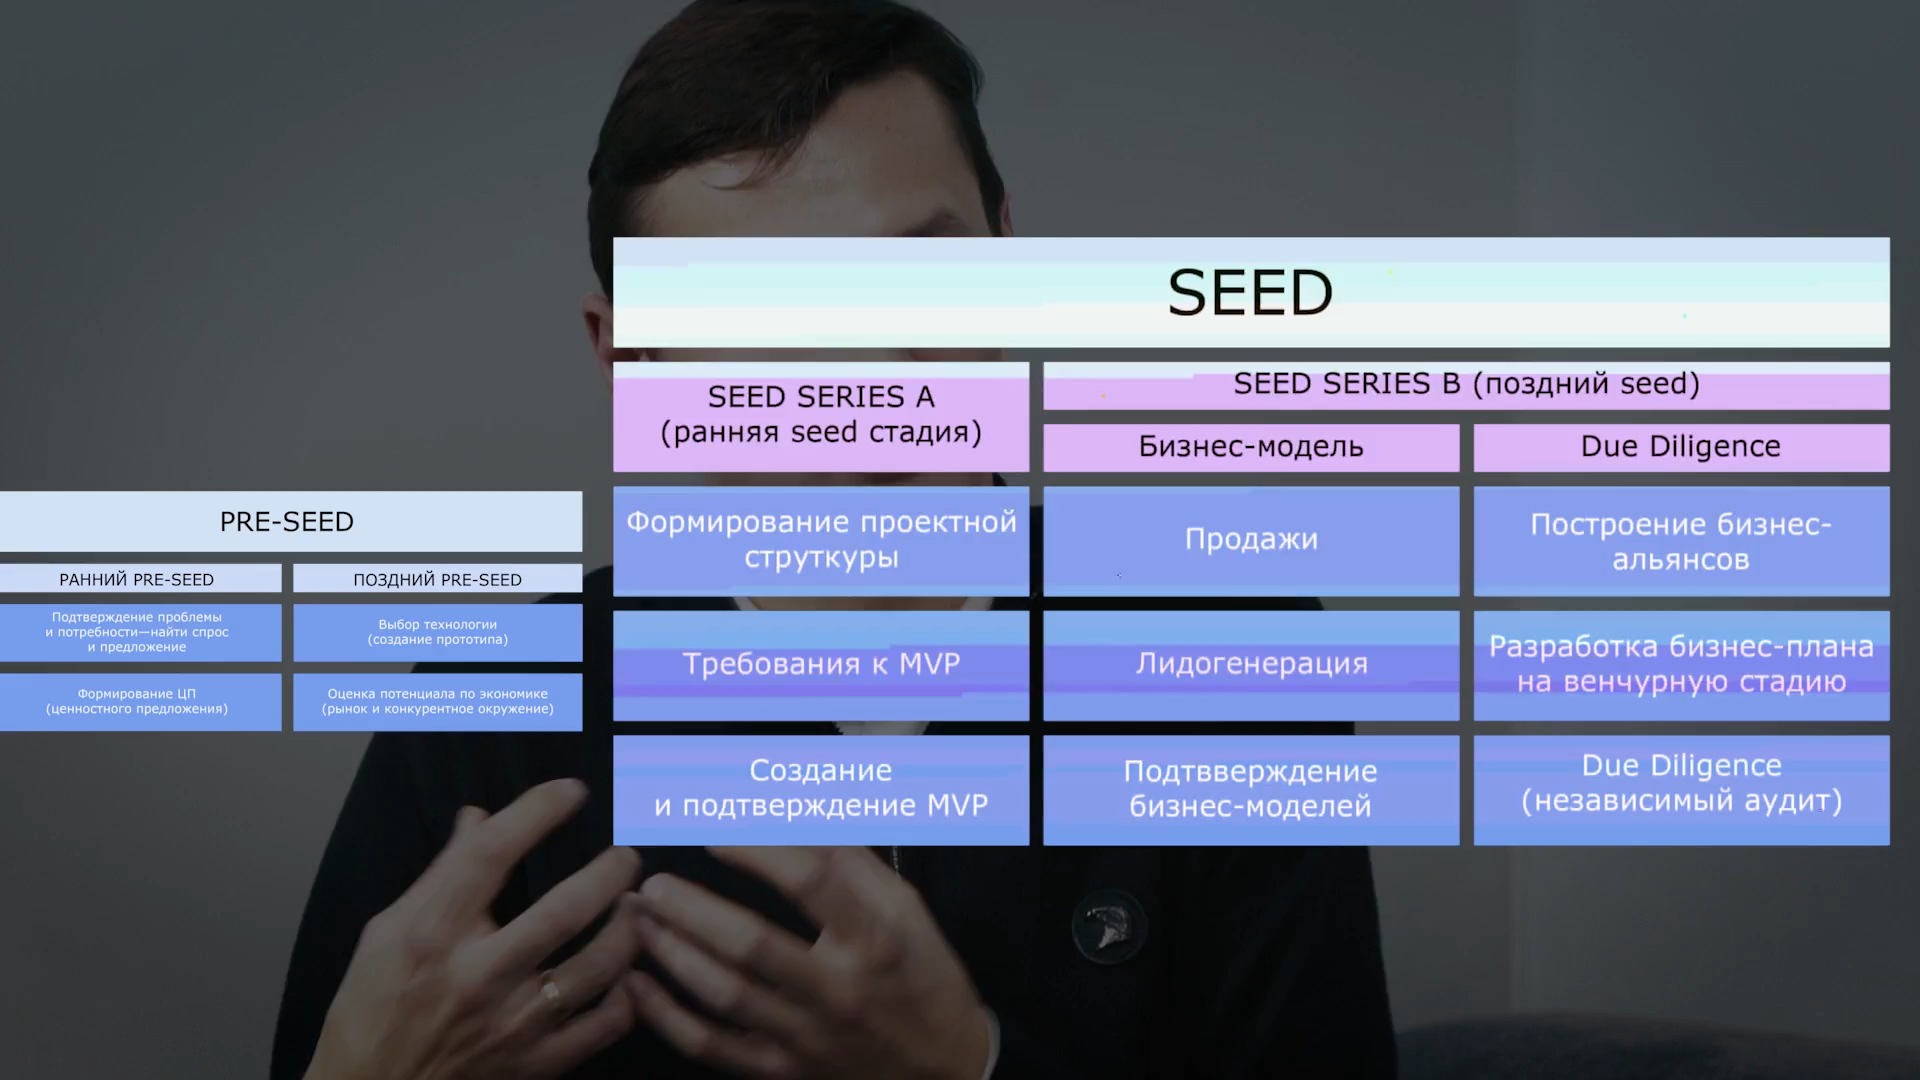 PRE-SEED
РАННИЙ PRE-SEED
ПОЗДНИЙ PRE-SEED
Подтверждение проблемы
и потребности—найти спрос
и предложение
Выбор технологии
(создание прототипа)
Формирование ЦП
(ценностного предложения)
Оценка потенциала по экономике
(рынок и конкурентное окружение)
SEED
SEED SERIES A
(ранняя seed стадия)
SEED SERIES B (поздний seed)
Бизнес-модель
Due Diligence
Формирование проектной
струткуры
Продажи
Построение бизнес-
альянсов
Требования к MVP
Лидогенерация
Разработка бизнес-плана
на венчурную стадию
Создание
и подтверждение MVP
Подтвверждение
бизнес-моделей
Due Diligence
(независимый аудит)